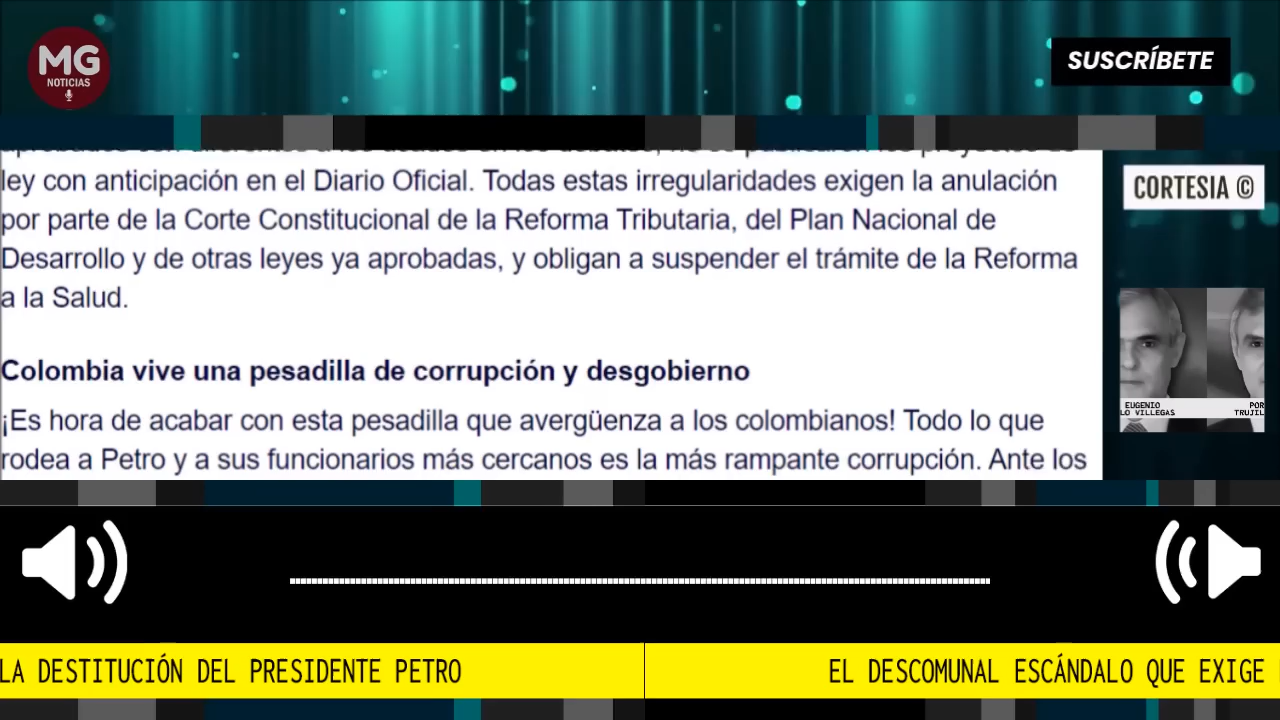 MG
NOTICIAS
SUSCRÍBETE
ley con anticipación en el Diario Oficial. Todas estas irregularidades exigen la anulación
por parte de la Corte Constitucional de la Reforma Tributaria, del Plan Nacional de
Desarrollo y de otras leyes ya aprobadas, y obligan a suspender el trámite de la Reforma
a la Salud.
CORTESIA ©
Colombia vive una pesadilla de corrupción y desgobierno
¡Es hora de acabar con esta pesadilla que avergüenza a los colombianos! Todo lo que
rodea a Petro y a sus funcionarios más cercanos es la más rampante corrupción. Ante los
EUGENIO
LO VILLEGAS
POR
TRUJIL
LA DESTITUCIÓN DEL PRESIDENTE PETRO
EL DESCOMUNAL ESCÁNDALO QUE EXIGE